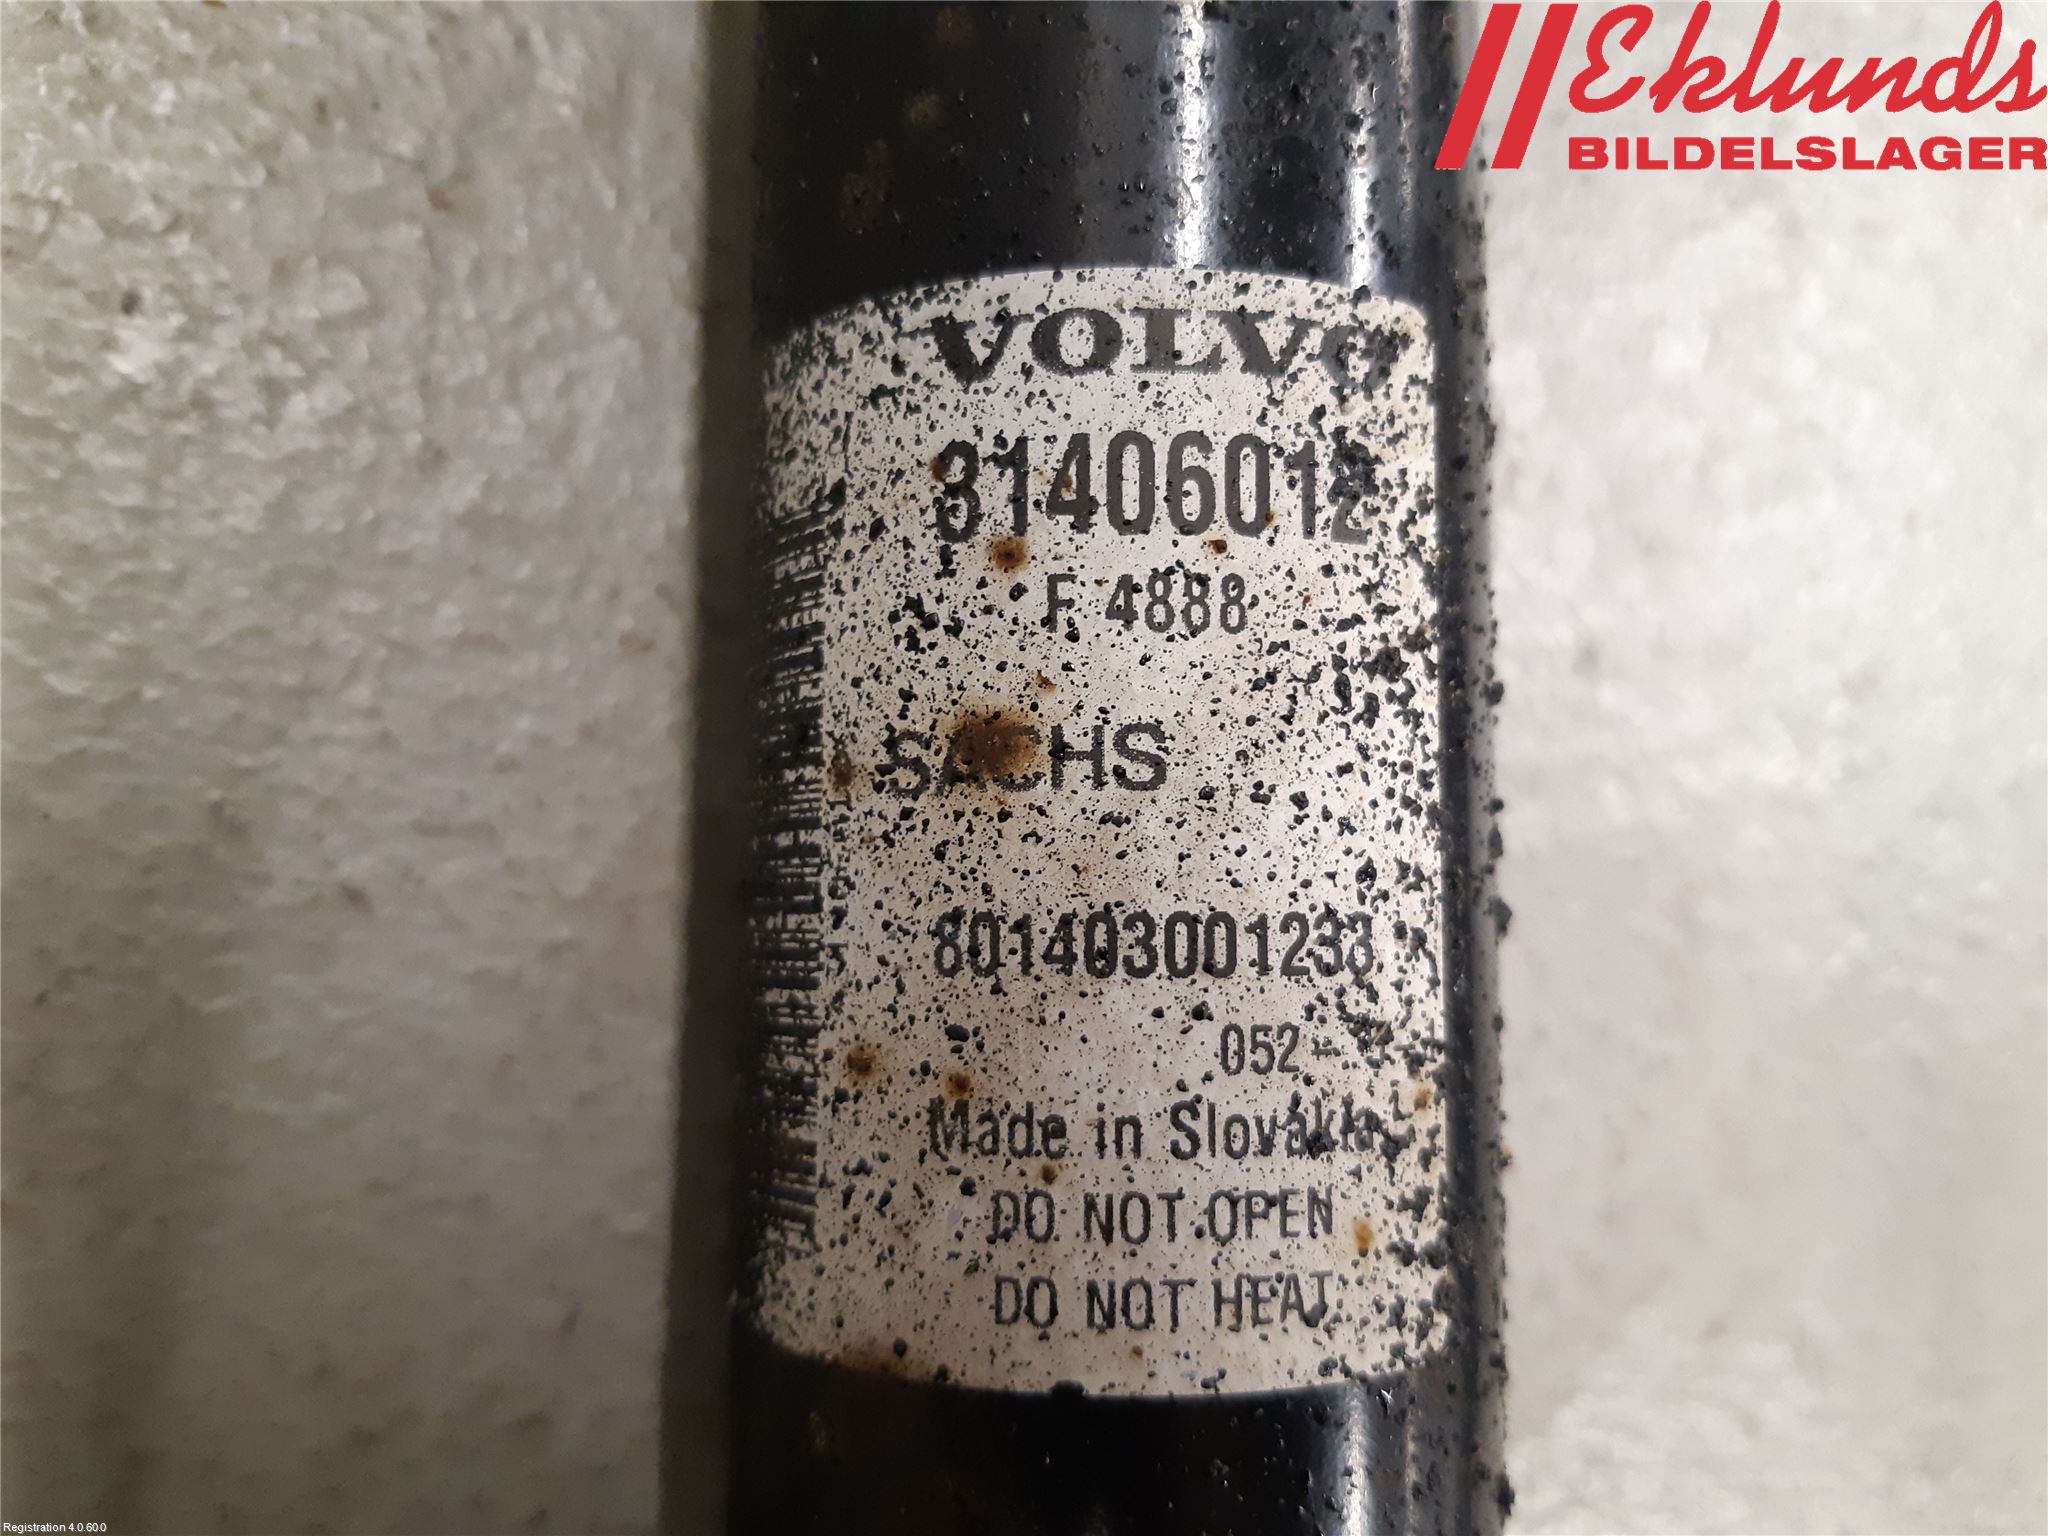 Eklunds
BILDELSLAGER
VOLVO
31406012
F 4888
SACHS
801403001233
052-
Made in Slovakia
DO NOT OPEN
DO NOT HEAT
Registration 4.0.60.0